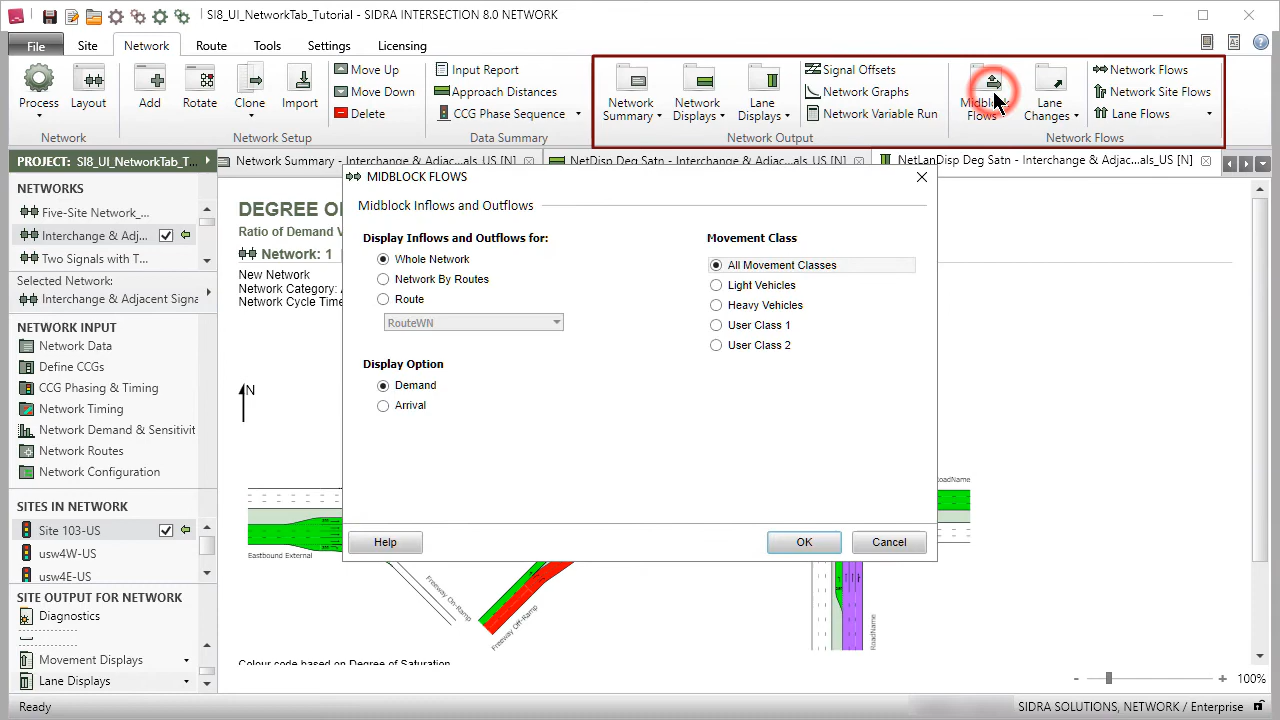 SI8_UI_NetworkTab_Tutorial - SIDRA INTERSECTION 8.0 NETWORK
File Site Network Route Tools Settings Licensing
Process Layout Add Rotate Clone Import
Move Up
Move Down
Delete
Input Report
Approach Distances
CCG Phase Sequence
Network Summary
Network Displays
Lane Displays
Signal Offsets
Network Graphs
Network Variable Run
Flows
Lane Changes
Network Flows
Network Site Flows
Lane Flows
Network Network Setup Data Summary Network Output Network Flows
PROJECT: SI8_UI_NetworkTab_T...
Network Summary - Interchange & Adjac...als_US [N]
NetDisp Deg Satn - Interchange & Adjac...als_US [N]
NetLanDisp Deg Satn - Interchange & Adjac...als_US [N]
NETWORKS
Five-Site Network_...
Interchange & Adj...
Two Signals with T...
Selected Network:
Interchange & Adjacent Signa
NETWORK INPUT
Network Data
Define CCGs
CCG Phasing & Timing
Network Timing
Network Demand & Sensitivit
Network Routes
Network Configuration
SITES IN NETWORK
Site 103-US
usw4W-US
usw4E-US
SITE OUTPUT FOR NETWORK
Diagnostics
Movement Displays
Lane Displays
DEGREE O
Ratio of Demand V
Network: 1
New Network
Network Category:
Network Cycle Time
N
MIDBLOCK FLOWS
Midblock Inflows and Outflows
Display Inflows and Outflows for:
Whole Network
Network By Routes
Route
RouteWN
Display Option
Demand
Arrival
Movement Class
All Movement Classes
Light Vehicles
Heavy Vehicles
User Class 1
User Class 2
Help OK Cancel
oadName
Eastbound External
Freeway On-Ramp
Freeway Off-Ramp
RoadName
Colour code based on Degree of Saturation
- + 100%
Ready
SIDRA SOLUTIONS, NETWORK / Enterprise